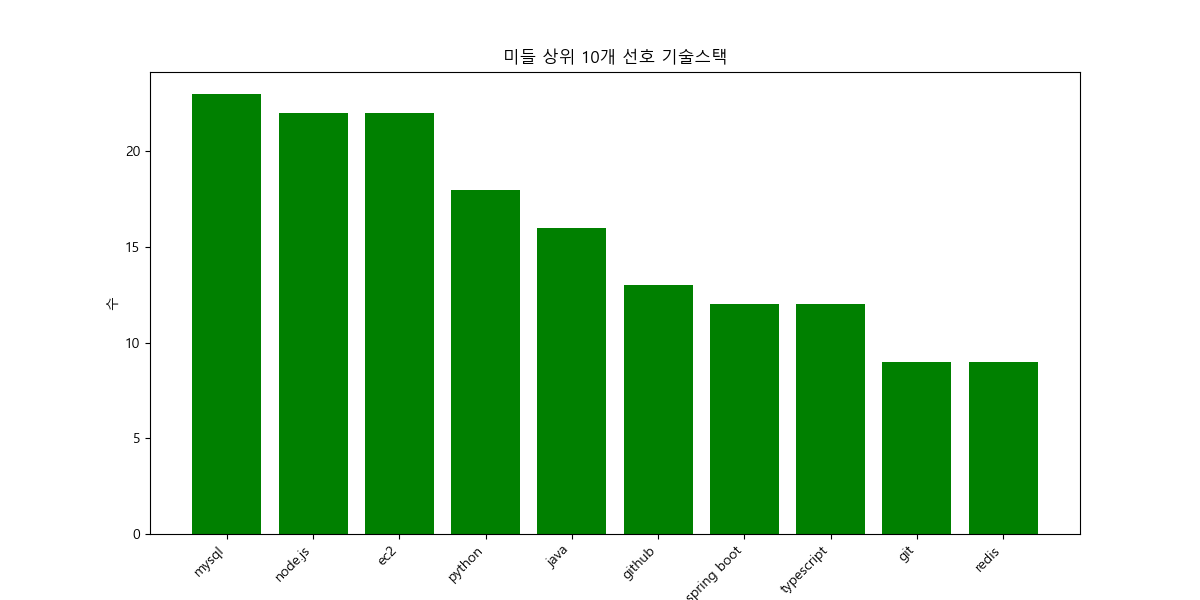 미들 상위 10개 선호 기술스택
수
20
15
10
5
0
mysql
node.js
ec2
python
java
github
spring boot
typescript
git
redis